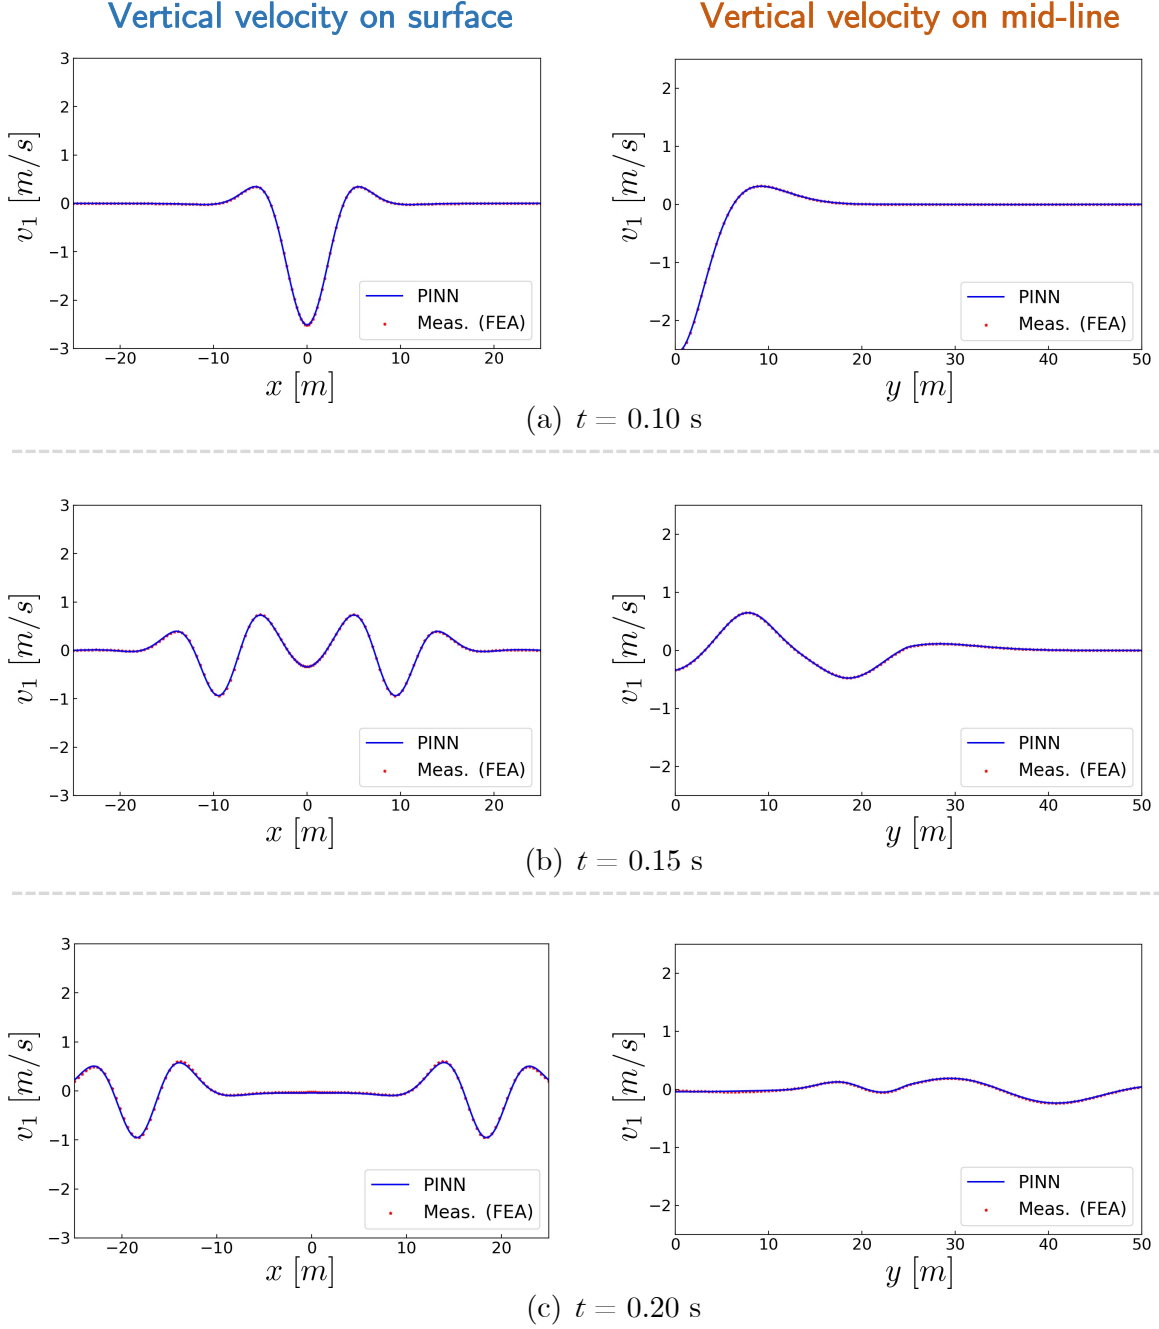 Vertical velocity on surface
Vertical velocity on mid-line
3
2
1
0
−1
−2
−3
v₁ [m/s]
−20 −10 0 10 20
x [m]
PINN
Meas. (FEA)
2
1
0
−1
−2
v₁ [m/s]
0 10 20 30 40 50
y [m]
PINN
Meas. (FEA)
(a) t = 0.10 s
3
2
1
0
−1
−2
−3
v₁ [m/s]
−20 −10 0 10 20
x [m]
PINN
Meas. (FEA)
2
1
0
−1
−2
v₁ [m/s]
0 10 20 30 40 50
y [m]
PINN
Meas. (FEA)
(b) t = 0.15 s
3
2
1
0
−1
−2
−3
v₁ [m/s]
−20 −10 0 10 20
x [m]
PINN
Meas. (FEA)
2
1
0
−1
−2
v₁ [m/s]
0 10 20 30 40 50
y [m]
PINN
Meas. (FEA)
(c) t = 0.20 s